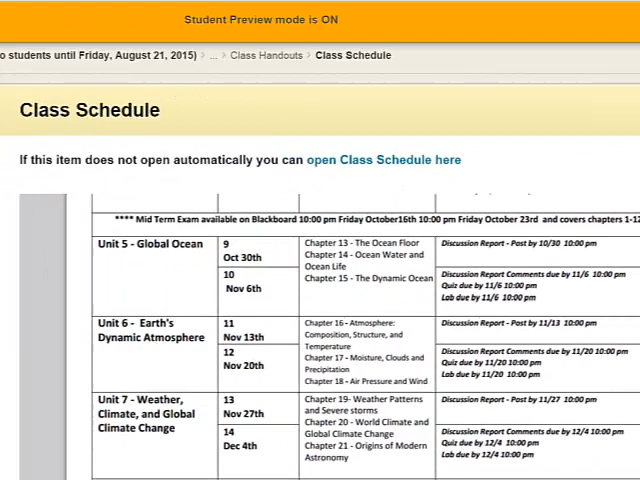 Student Preview mode is ON
o students until Friday, August 21, 2015) > ... > Class Handouts > Class Schedule
Class Schedule
If this item does not open automatically you can open Class Schedule here
**** Mid Term Exam available on Blackboard 10:00 pm Friday October16th 10:00 pm Friday October 23rd and covers chapters 1-12
Unit 5 - Global Ocean
9
Oct 30th
10
Nov 6th
Chapter 13 - The Ocean Floor
Chapter 14 - Ocean Water and
Ocean Life
Chapter 15 - The Dynamic Ocean
Discussion Report - Post by 10/30 10:00 pm
Discussion Report Comments due by 11/6 10:00 pm
Quiz due by 11/6 10:00 pm
Lab due by 11/6 10:00 pm
Unit 6 - Earth's
Dynamic Atmosphere
11
Nov 13th
12
Nov 20th
Chapter 16 - Atmosphere:
Composition, Structure, and
Temperature
Chapter 17 - Moisture, Clouds and
Precipitation
Chapter 18 - Air Pressure and Wind
Discussion Report - Post by 11/13 10:00 pm
Discussion Report Comments due by 11/20 10:00 pm
Quiz due by 11/20 10:00 pm
Lab due by 11/20 10:00 pm
Unit 7 - Weather,
Climate, and Global
Climate Change
13
Nov 27th
14
Dec 4th
Chapter 19- Weather Patterns
and Severe storms
Chapter 20 - World Climate and
Global Climate Change
Chapter 21 - Origins of Modern
Astronomy
Discussion Report - Post by 11/27 10:00 pm
Discussion Report Comments due by 12/4 10:00 pm
Quiz due by 12/4 10:00 pm
Lab due by 12/4 10:00 pm